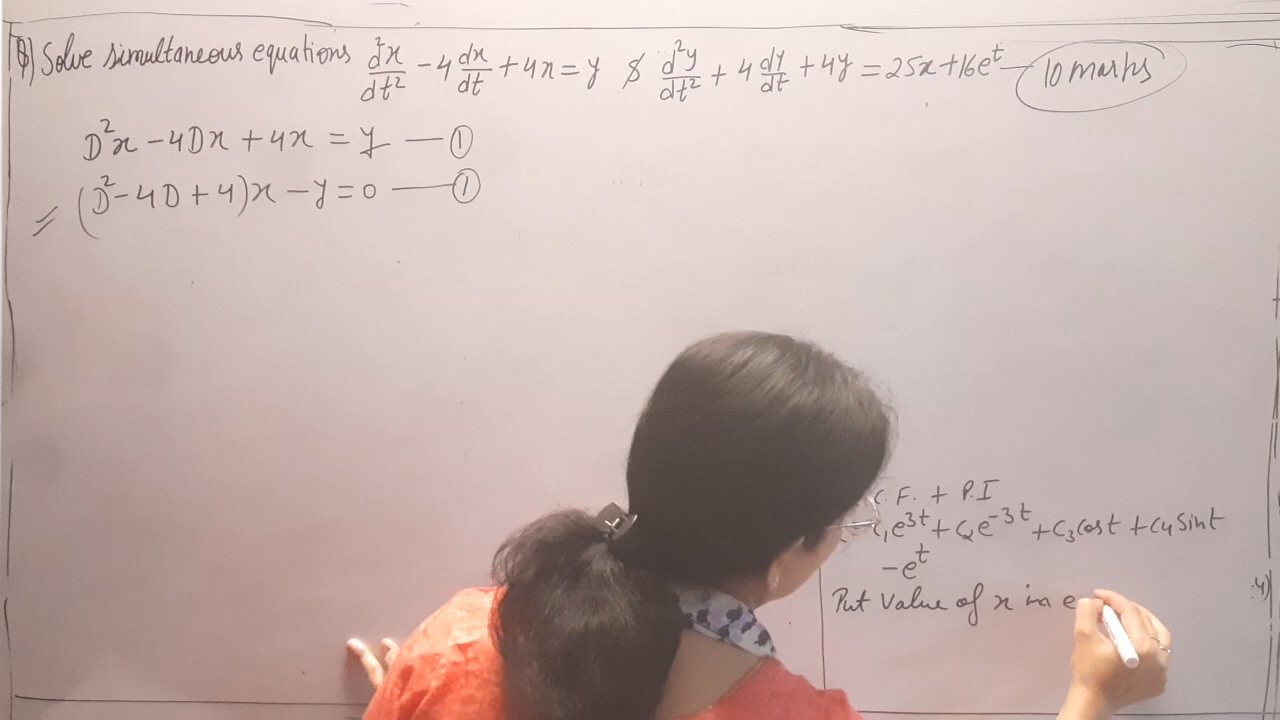 Q) Solve simultaneous equations d²x/dt² - 4 dx/dt + 4x = y & d²y/dt² + 4 dy/dt + 4y = 25x + 16e^t — 10 marks
D²x - 4Dx + 4x = y — ①
= (D² - 4D + 4)x - y = 0 — ①
C.F. + P.I
C₁e^3t + C₂e^-3t + C₃cost + C₄sint
- e^t
Put Value of x in e